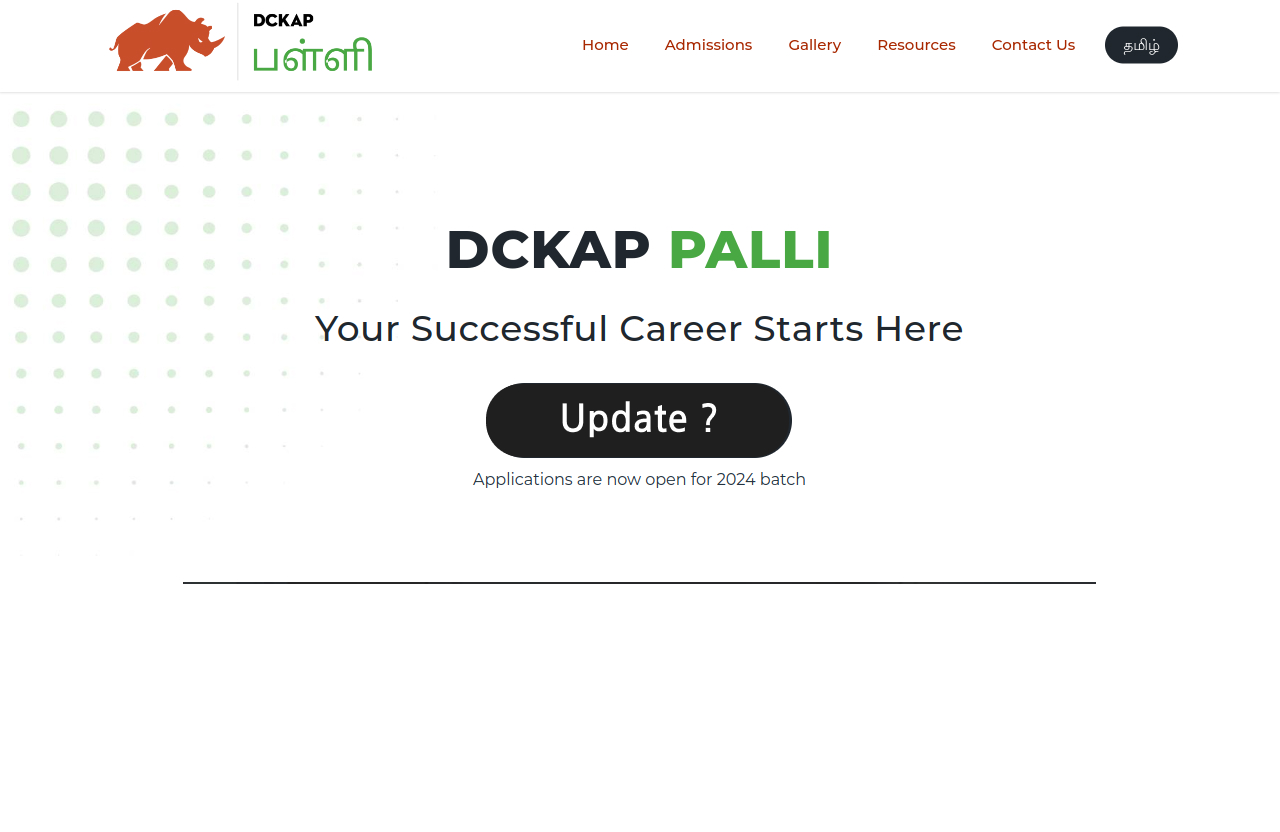 DCKAP
பள்ளி
Home Admissions Gallery Resources Contact Us தமிழ்
DCKAP PALLI
Your Successful Career Starts Here
Update ?
Applications are now open for 2024 batch